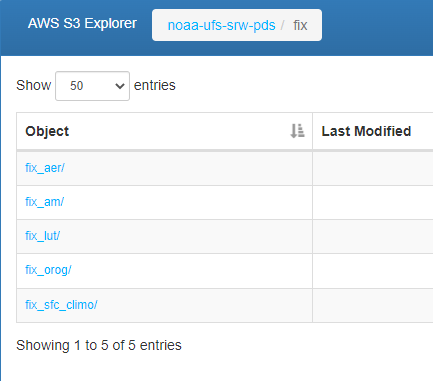 AWS S3 Explorer noaa-ufs-srw-pds / fix
Show 50 entries
Object Last Modified
fix_aer/
fix_am/
fix_lut/
fix_orog/
fix_sfc_climo/
Showing 1 to 5 of 5 entries